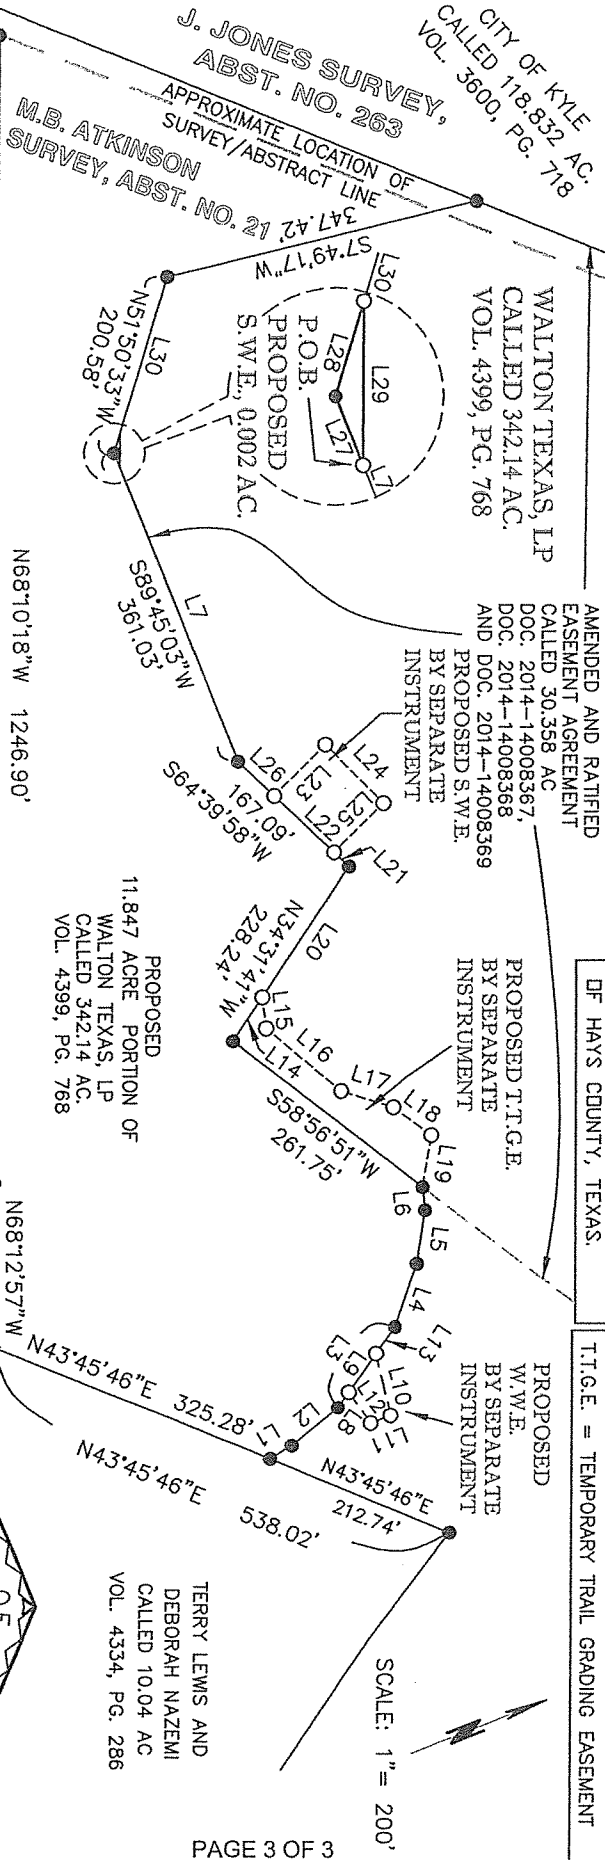 CITY OF KYLE
CALLED 118.832 AC.
VOL. 3600, PG. 718
J. JONES SURVEY,
ABST. NO. 263
APPROXIMATE LOCATION OF
SURVEY/ABSTRACT LINE
M.B. ATKINSON
SURVEY, ABST. NO. 21
347.42'
S7°49'17"W
WALTON TEXAS, LP
CALLED 342.14 AC.
VOL. 4399, PG. 768
L30
L28
L29
L27
L7
P.O.B.
PROPOSED
S.W.E., 0.002 AC.
L30
N51°50'33"W
200.58'
L7
S89°45'03"W
361.03'
N68°10'18"W 1246.90'
AMENDED AND RATIFIED
EASEMENT AGREEMENT
CALLED 30.358 AC
DOC. 2014-14008367,
DOC. 2014-14008368
AND DOC. 2014-14008369
PROPOSED S.W.E.
BY SEPARATE
INSTRUMENT
L24
L23
L25
L26
L22
L21
167.09'
S64°39'58"W
L20
N34°31'41"W
228.24'
L15
L14
L16
L17
L18
L19
PROPOSED T.T.G.E.
BY SEPARATE
INSTRUMENT
S58°56'51"W
261.75'
L6
L5
L4
L13
L3
L9
L10
L12
L11
L8
L2
L1
PROPOSED
W.W.E.
BY SEPARATE
INSTRUMENT
PROPOSED
11.847 ACRE PORTION OF
WALTON TEXAS, LP
CALLED 342.14 AC.
VOL. 4399, PG. 768
N68°12'57"W
N43°45'46"E 325.28'
N43°45'46"E 212.74'
N43°45'46"E 538.02'
TERRY LEWIS AND
DEBORAH NAZEMI
CALLED 10.04 AC
VOL. 4334, PG. 286
SCALE: 1"= 200'
OF HAYS COUNTY, TEXAS.
T.T.G.E. = TEMPORARY TRAIL GRADING EASEMENT
PAGE 3 OF 3